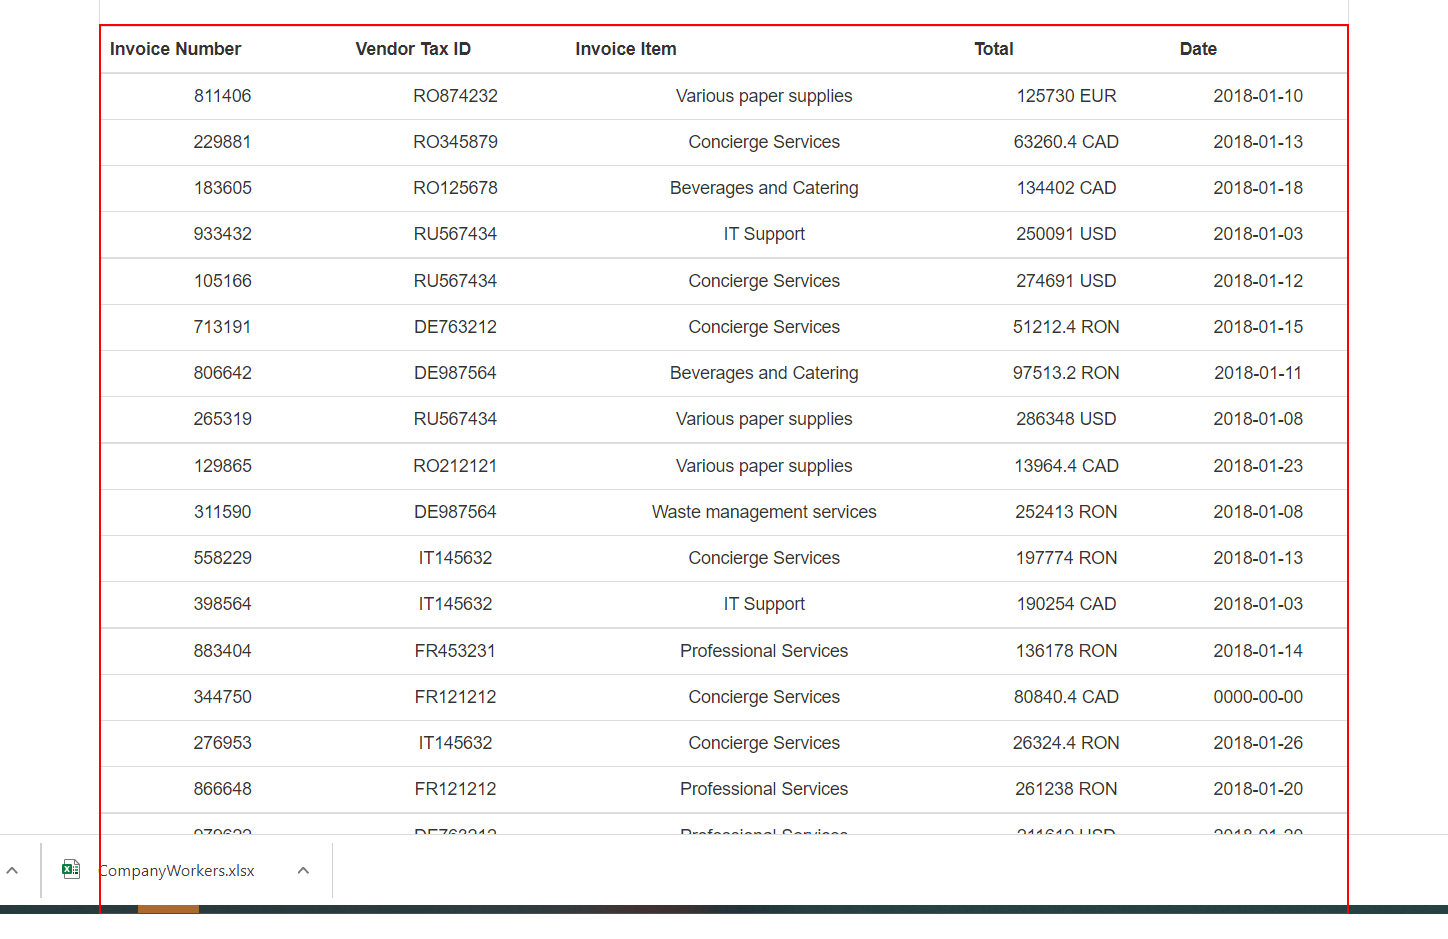 Invoice Number Vendor Tax ID Invoice Item Total Date
811406 RO874232 Various paper supplies 125730 EUR 2018-01-10
229881 RO345879 Concierge Services 63260.4 CAD 2018-01-13
183605 RO125678 Beverages and Catering 134402 CAD 2018-01-18
933432 RU567434 IT Support 250091 USD 2018-01-03
105166 RU567434 Concierge Services 274691 USD 2018-01-12
713191 DE763212 Concierge Services 51212.4 RON 2018-01-15
806642 DE987564 Beverages and Catering 97513.2 RON 2018-01-11
265319 RU567434 Various paper supplies 286348 USD 2018-01-08
129865 RO212121 Various paper supplies 13964.4 CAD 2018-01-23
311590 DE987564 Waste management services 252413 RON 2018-01-08
558229 IT145632 Concierge Services 197774 RON 2018-01-13
398564 IT145632 IT Support 190254 CAD 2018-01-03
883404 FR453231 Professional Services 136178 RON 2018-01-14
344750 FR121212 Concierge Services 80840.4 CAD 0000-00-00
276953 IT145632 Concierge Services 26324.4 RON 2018-01-26
866648 FR121212 Professional Services 261238 RON 2018-01-20
Professional Services
CompanyWorkers.xlsx